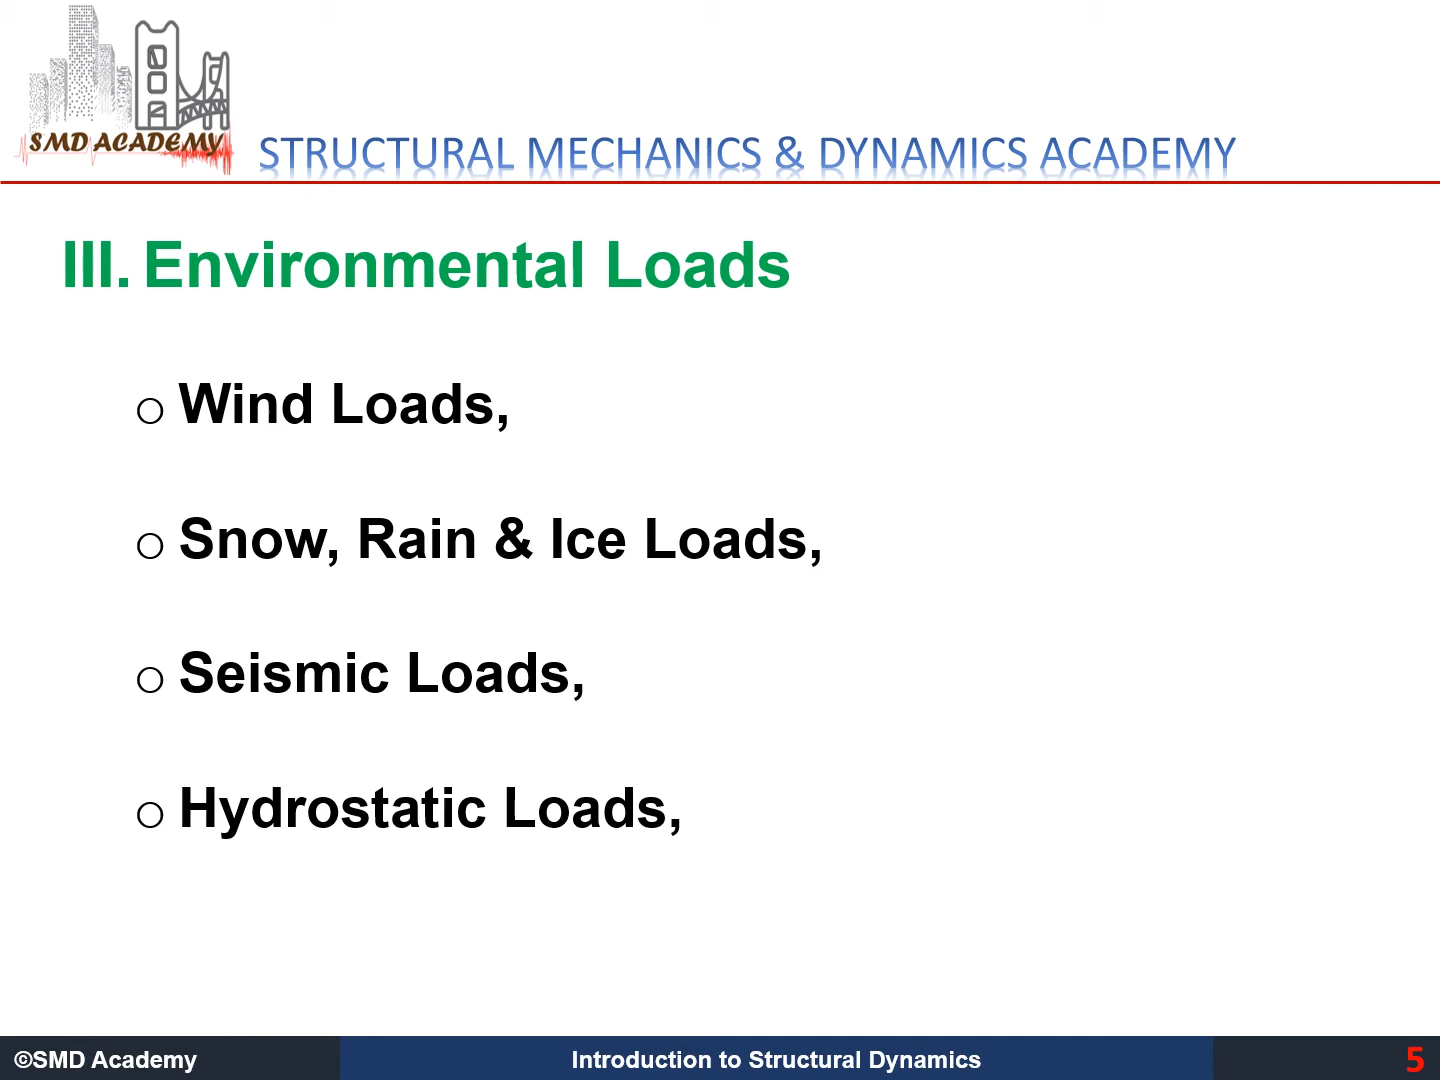 SMD ACADEMY
STRUCTURAL MECHANICS & DYNAMICS ACADEMY
III. Environmental Loads
o Wind Loads,
o Snow, Rain & Ice Loads,
o Seismic Loads,
o Hydrostatic Loads,
©SMD Academy
Introduction to Structural Dynamics
5